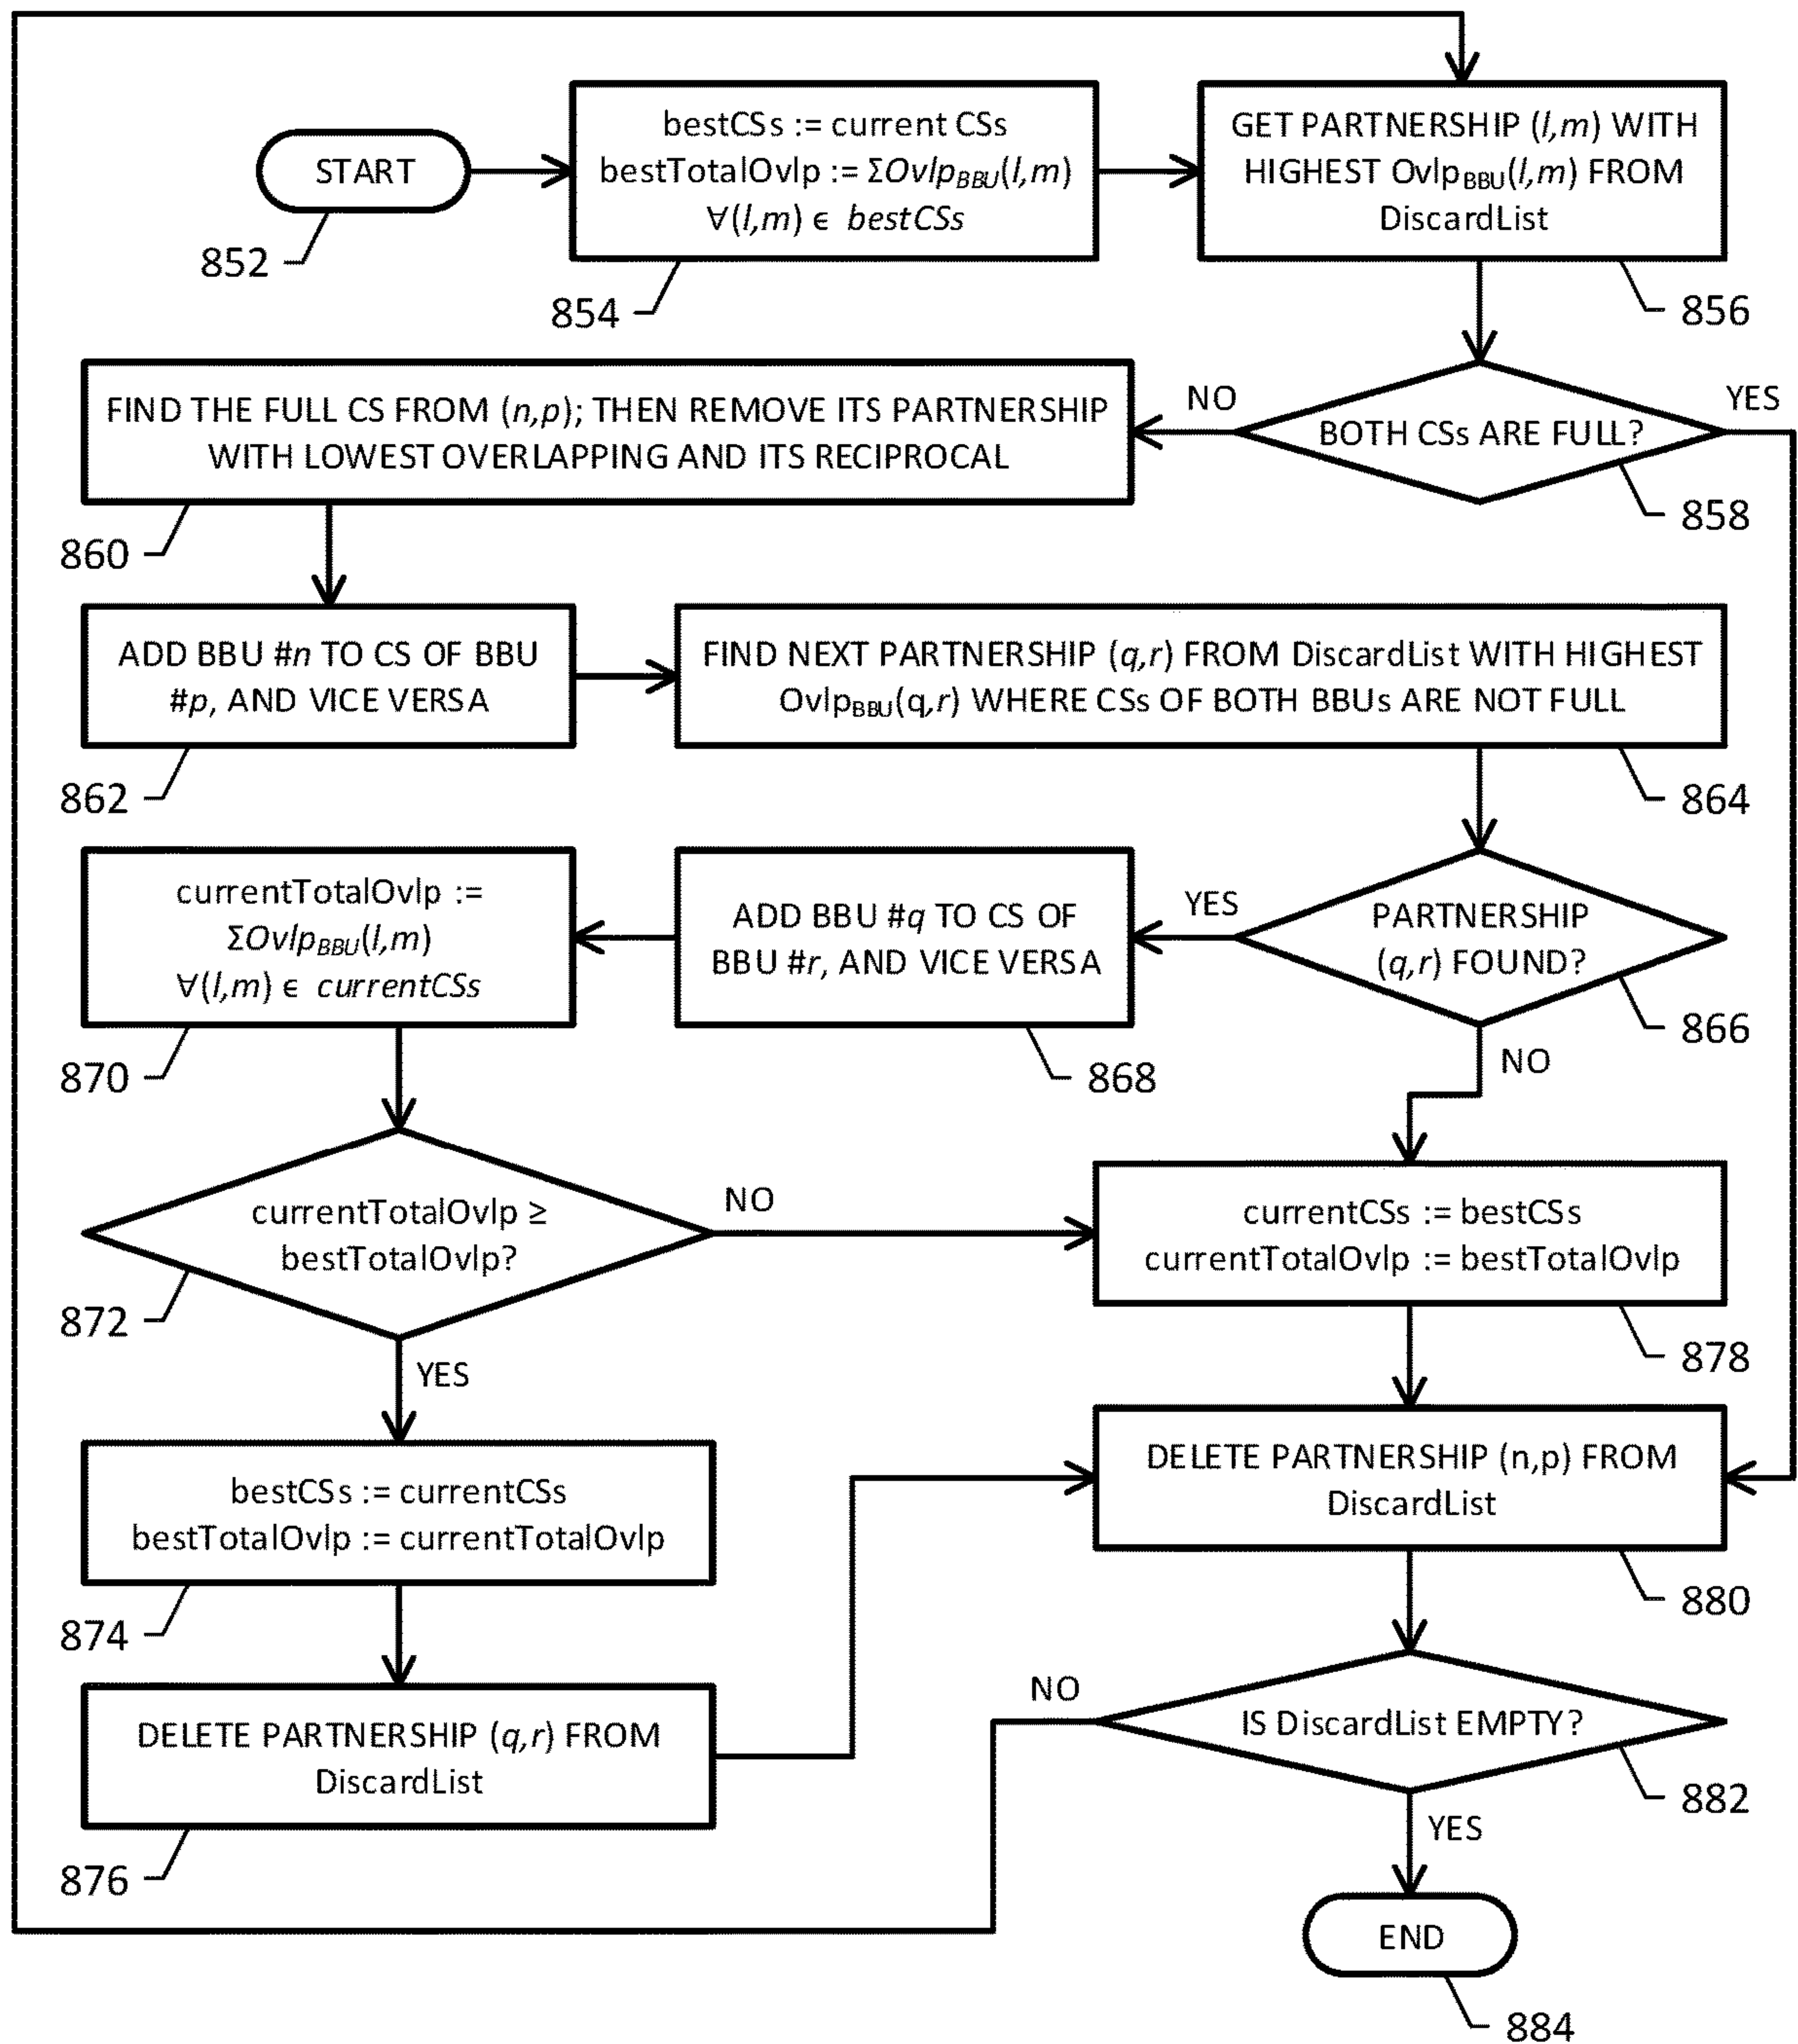 START
852
bestCSs := current CSs
bestTotalOvlp := ΣOvlpBBU(l,m)
∀(l,m) ϵ bestCSs
854
GET PARTNERSHIP (l,m) WITH
HIGHEST OvlpBBU(l,m) FROM
DiscardList
856
BOTH CSs ARE FULL?
NO
YES
858
FIND THE FULL CS FROM (n,p); THEN REMOVE ITS PARTNERSHIP
WITH LOWEST OVERLAPPING AND ITS RECIPROCAL
860
ADD BBU #n TO CS OF BBU
#p, AND VICE VERSA
862
FIND NEXT PARTNERSHIP (q,r) FROM DiscardList WITH HIGHEST
OvlpBBU(q,r) WHERE CSs OF BOTH BBUs ARE NOT FULL
864
PARTNERSHIP
(q,r) FOUND?
YES
NO
866
ADD BBU #q TO CS OF
BBU #r, AND VICE VERSA
868
currentTotalOvlp :=
ΣOvlpBBU(l,m)
∀(l,m) ϵ currentCSs
870
currentTotalOvlp ≥
bestTotalOvlp?
NO
YES
872
currentCSs := bestCSs
currentTotalOvlp := bestTotalOvlp
878
bestCSs := currentCSs
bestTotalOvlp := currentTotalOvlp
874
DELETE PARTNERSHIP (q,r) FROM
DiscardList
876
DELETE PARTNERSHIP (n,p) FROM
DiscardList
880
IS DiscardList EMPTY?
NO
YES
882
END
884